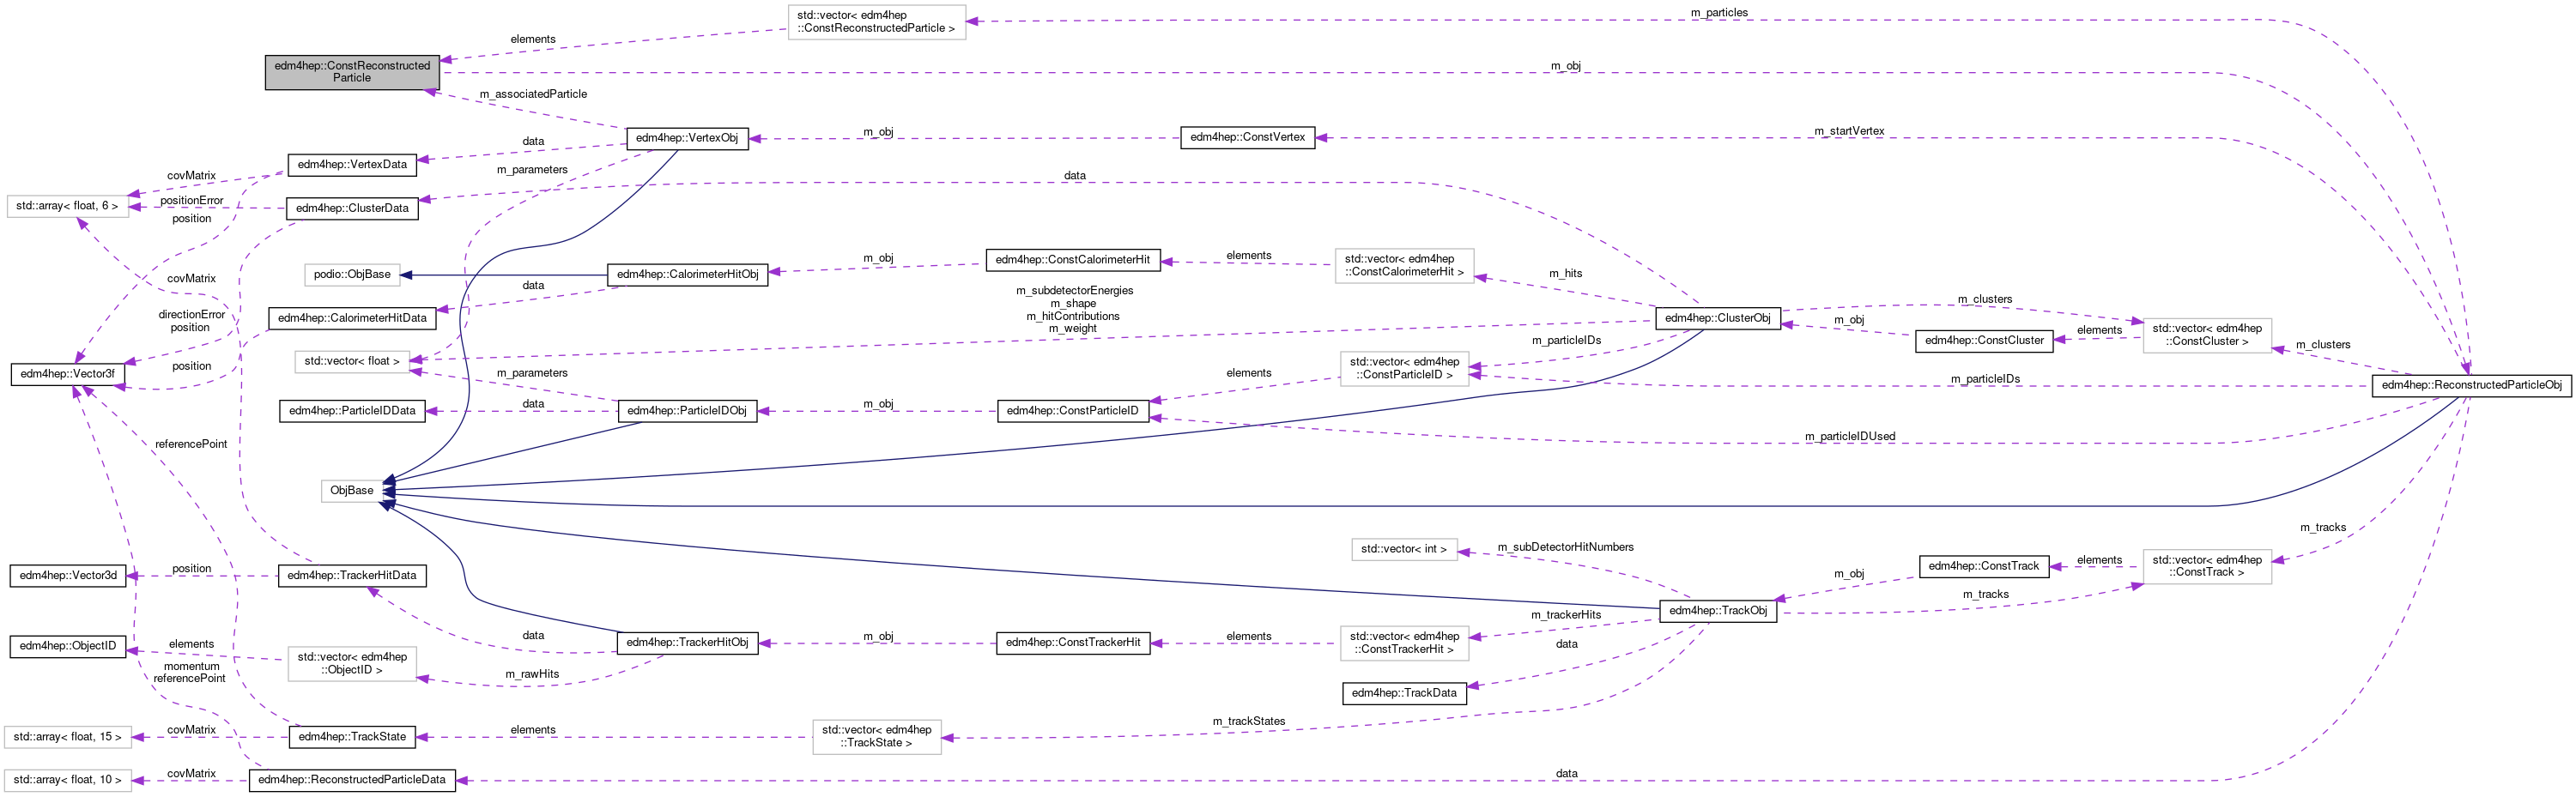 std::vector< edm4hep
::ConstReconstructedParticle >
m_particles
elements
edm4hep::ConstReconstructed
Particle
m_obj
m_associatedParticle
edm4hep::VertexObj
m_obj
edm4hep::ConstVertex
m_startVertex
data
edm4hep::VertexData
m_parameters
covMatrix
data
std::array< float, 6 >
positionError
edm4hep::ClusterData
position
podio::ObjBase
edm4hep::CalorimeterHitObj
m_obj
edm4hep::ConstCalorimeterHit
elements
std::vector< edm4hep
::ConstCalorimeterHit >
m_hits
covMatrix
data
m_subdetectorEnergies
m_shape
m_hitContributions
m_weight
directionError
position
edm4hep::CalorimeterHitData
edm4hep::ClusterObj
m_clusters
m_obj
edm4hep::ConstCluster
elements
std::vector< edm4hep
::ConstCluster >
m_clusters
m_particleIDs
std::vector< float >
edm4hep::Vector3f
position
m_parameters
elements
std::vector< edm4hep
::ConstParticleID >
m_particleIDs
edm4hep::ReconstructedParticleObj
edm4hep::ParticleIDData
data
edm4hep::ParticleIDObj
m_obj
edm4hep::ConstParticleID
m_particleIDUsed
referencePoint
ObjBase
m_tracks
std::vector< int >
m_subDetectorHitNumbers
edm4hep::Vector3d
position
edm4hep::TrackerHitData
m_obj
edm4hep::ConstTrack
elements
std::vector< edm4hep
::ConstTrack >
m_tracks
edm4hep::TrackObj
m_trackerHits
edm4hep::ObjectID
elements
std::vector< edm4hep
::ObjectID >
data
edm4hep::TrackerHitObj
m_obj
edm4hep::ConstTrackerHit
elements
std::vector< edm4hep
::ConstTrackerHit >
data
momentum
referencePoint
m_rawHits
edm4hep::TrackData
m_trackStates
std::array< float, 15 >
covMatrix
edm4hep::TrackState
elements
std::vector< edm4hep
::TrackState >
std::array< float, 10 >
covMatrix
edm4hep::ReconstructedParticleData
data